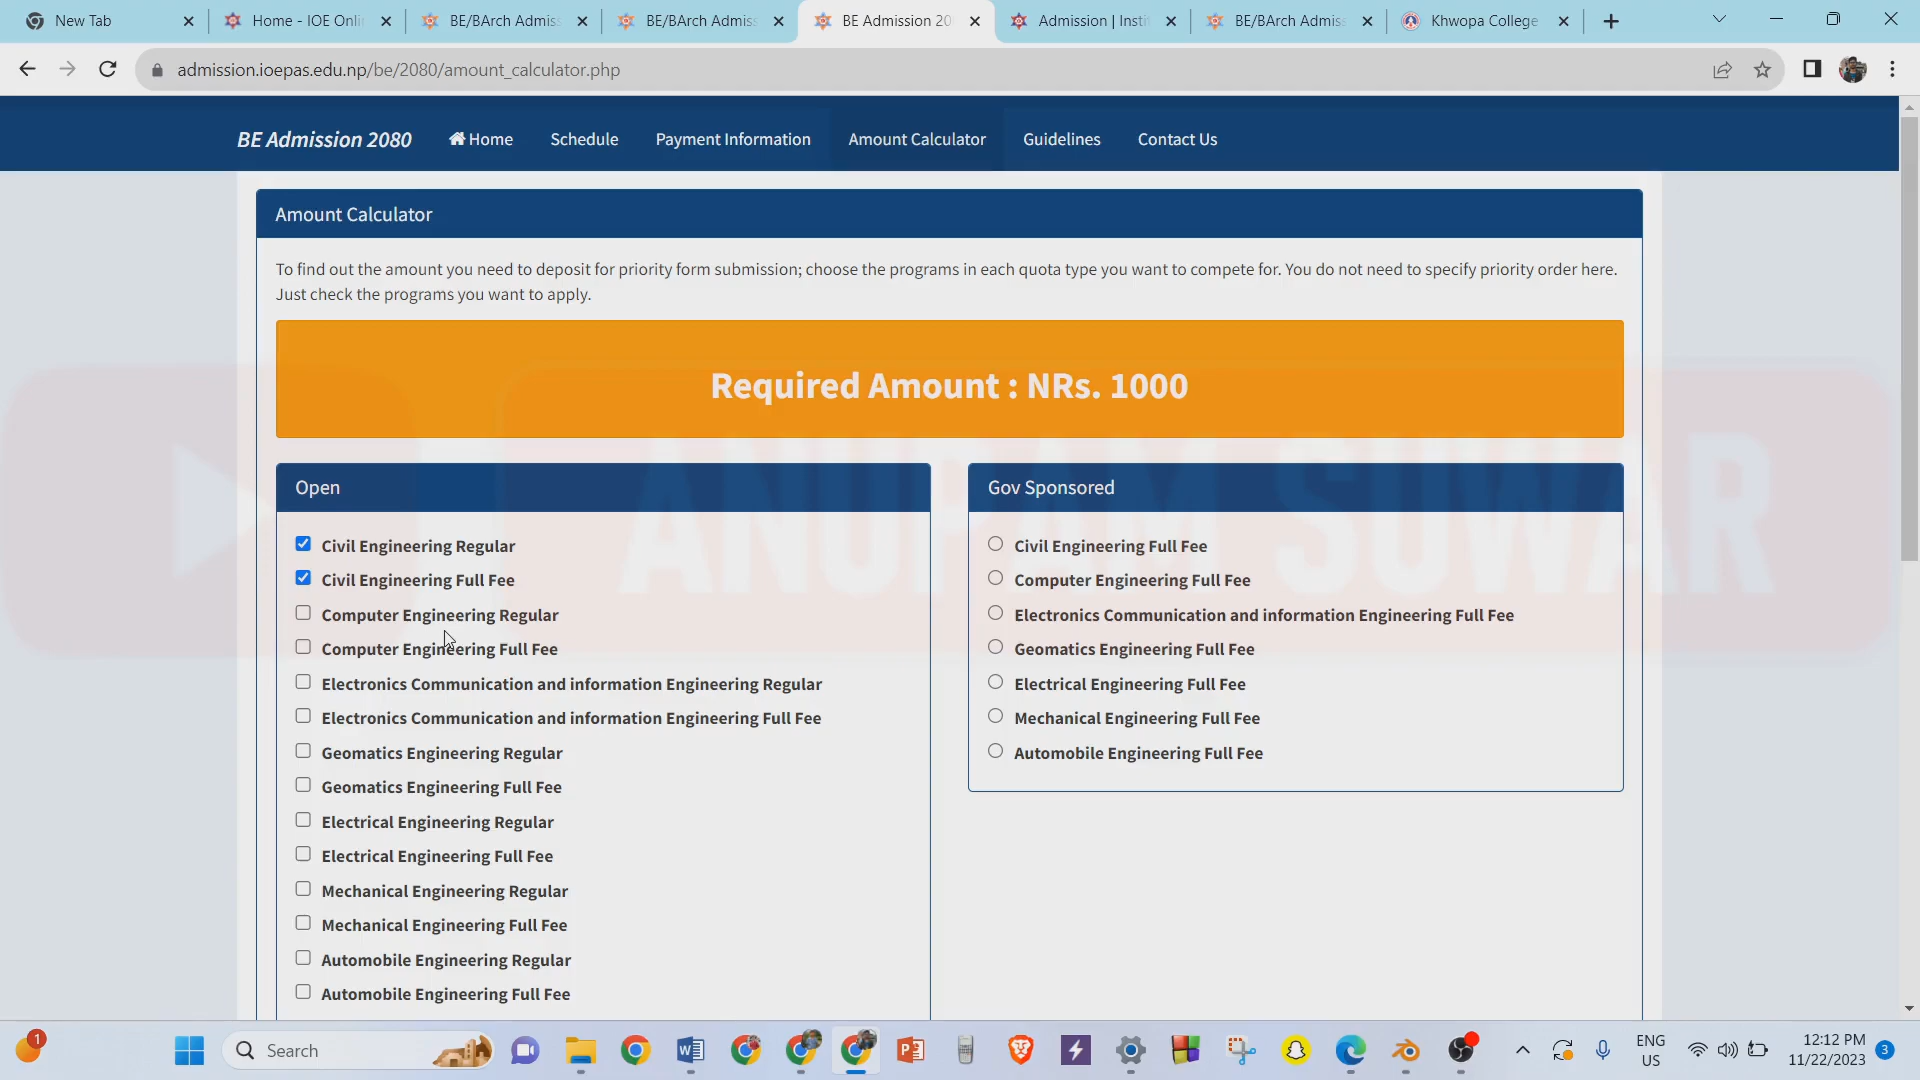 New Tab
Home - IOE Onli
BE/BArch Admis
BE/BArch Admis
BE Admission 20
Admission | Insti
BE/BArch Admis
Khwopa College
admission.ioepas.edu.np/be/2080/amount_calculator.php
BE Admission 2080
Home
Schedule
Payment Information
Amount Calculator
Guidelines
Contact Us
Amount Calculator
To find out the amount you need to deposit for priority form submission; choose the programs in each quota type you want to compete for. You do not need to specify priority order here.
Just check the programs you want to apply.
Required Amount : NRs. 1000
ANUPAM SUWAR
Open
Civil Engineering Regular
Civil Engineering Full Fee
Computer Engineering Regular
Computer Engineering Full Fee
Electronics Communication and information Engineering Regular
Electronics Communication and information Engineering Full Fee
Geomatics Engineering Regular
Geomatics Engineering Full Fee
Electrical Engineering Regular
Electrical Engineering Full Fee
Mechanical Engineering Regular
Mechanical Engineering Full Fee
Automobile Engineering Regular
Automobile Engineering Full Fee
Gov Sponsored
Civil Engineering Full Fee
Computer Engineering Full Fee
Electronics Communication and information Engineering Full Fee
Geomatics Engineering Full Fee
Electrical Engineering Full Fee
Mechanical Engineering Full Fee
Automobile Engineering Full Fee
1
Search
ENG
US
12:12 PM
11/22/2023
3